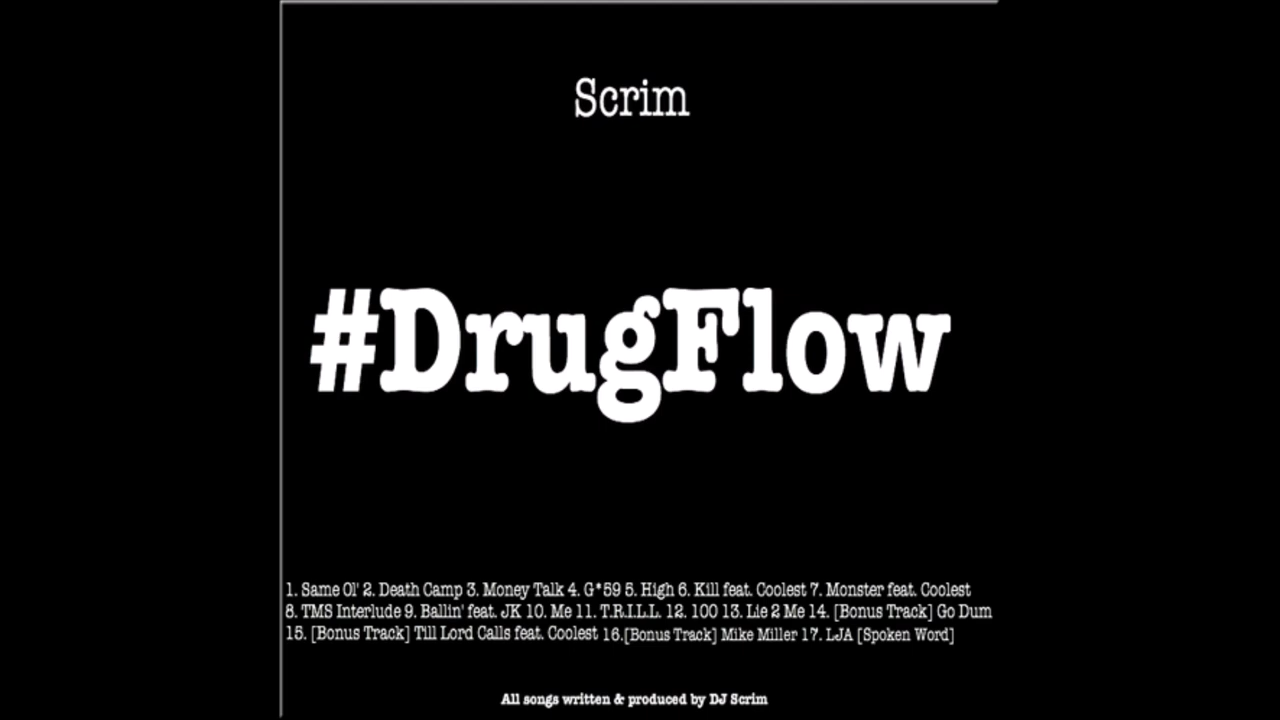 Scrim
#DrugFlow
1. Same Ol' 2. Death Camp 3. Money Talk 4. G*59 5. High 6. Kill feat. Coolest 7. Monster feat. Coolest
8. TMS Interlude 9. Ballin' feat. JK 10. Me 11. T.R.I.L.L. 12. 100 13. Lie 2 Me 14. [Bonus Track] Go Dum
15. [Bonus Track] Till Lord Calls feat. Coolest 16.[Bonus Track] Mike Miller 17. LJA [Spoken Word]
All songs written & produced by DJ Scrim